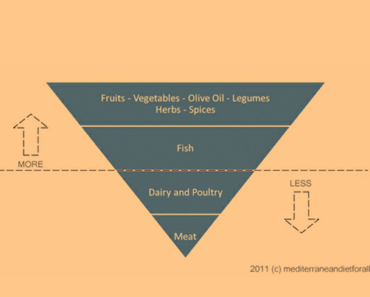 Fruits - Vegetables - Olive Oil - Legumes
Herbs - Spices
Fish
MORE
LESS
Dairy and Poultry
Meat
2011 (c) mediterraneandietforall